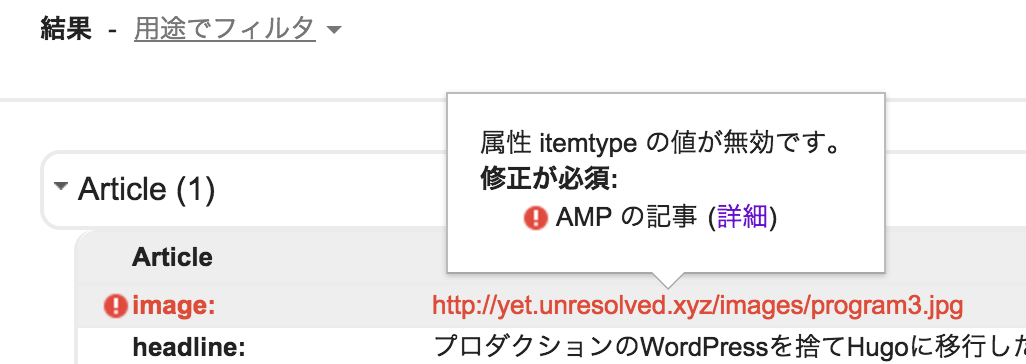 結果 - 用途でフィルタ
属性 itemtype の値が無効です。
修正が必須:
AMP の記事 (詳細)
Article (1)
Article
image: http://yet.unresolved.xyz/images/program3.jpg
headline: プロダクションのWordPressを捨てHugoに移行した